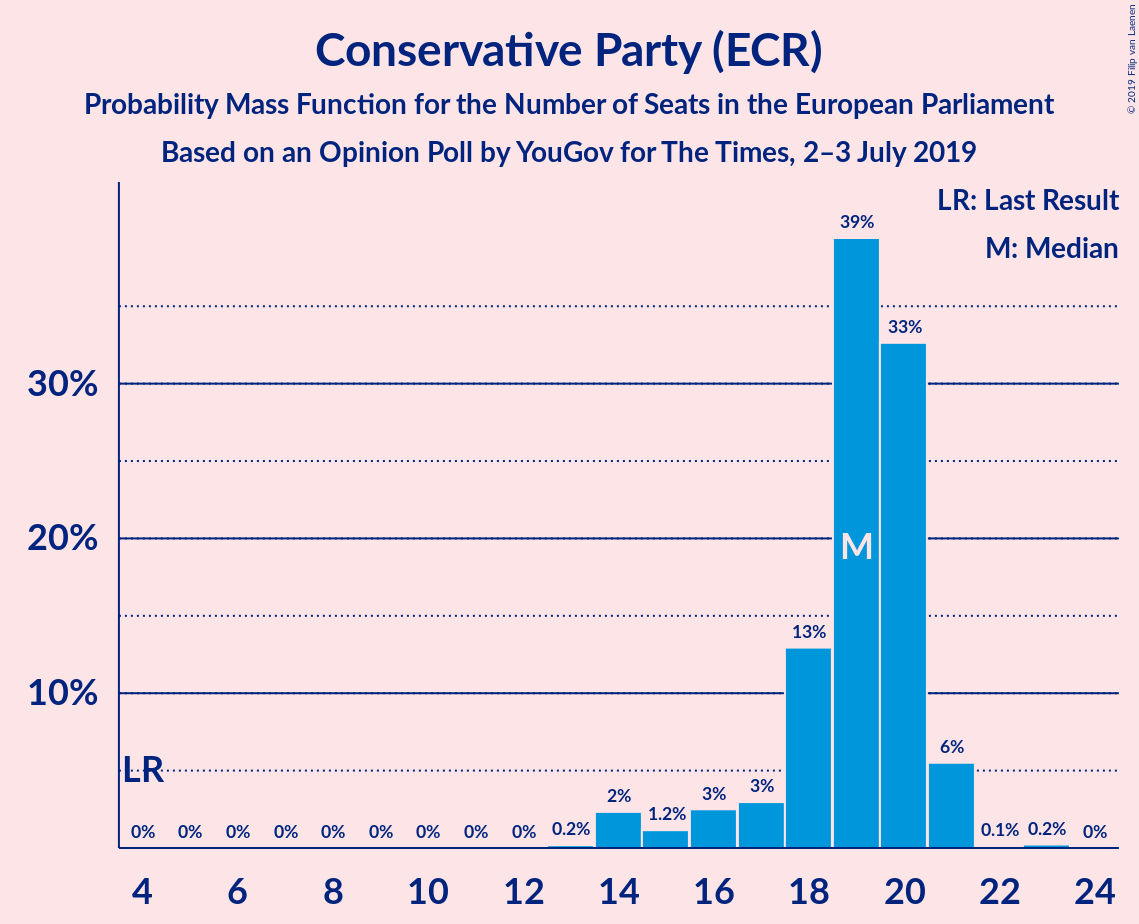 Conservative Party (ECR)
Probability Mass Function for the Number of Seats in the European Parliament
Based on an Opinion Poll by YouGov for The Times, 2–3 July 2019
© 2019 Filip van Laenen
LR: Last Result
M: Median
39%
33%
30%
20%
M
13%
10%
6%
LR
0% 0% 0% 0% 0% 0% 0% 0% 0% 0.2% 2% 1.2% 3% 3% 0.1% 0.2% 0%
4 6 8 10 12 14 16 18 20 22 24